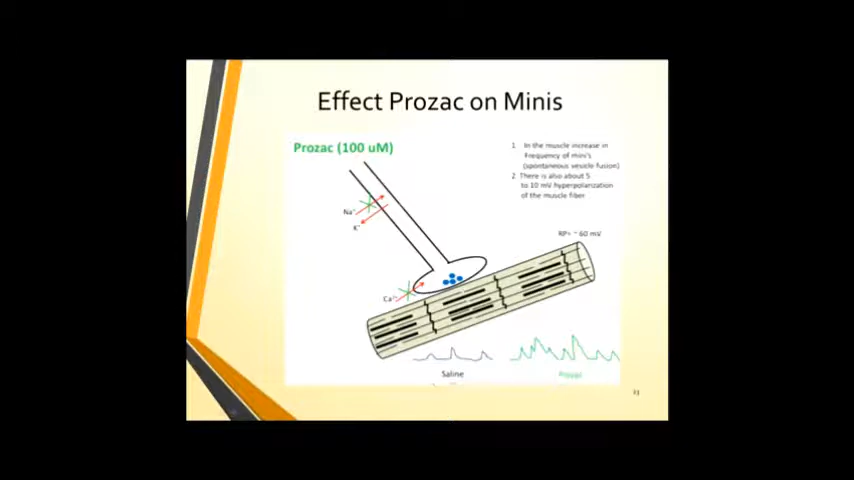 Effect Prozac on Minis
Prozac (100 uM)
1. In the muscle increase in
Frequency of mini's
(spontaneous vesicle fusion)
2. There is also about 5
to 10 mV hyperpolarization
of the muscle fiber
Na⁺
K⁺
RP= ~ 60 mV
Ca²⁺
Saline
Prozac